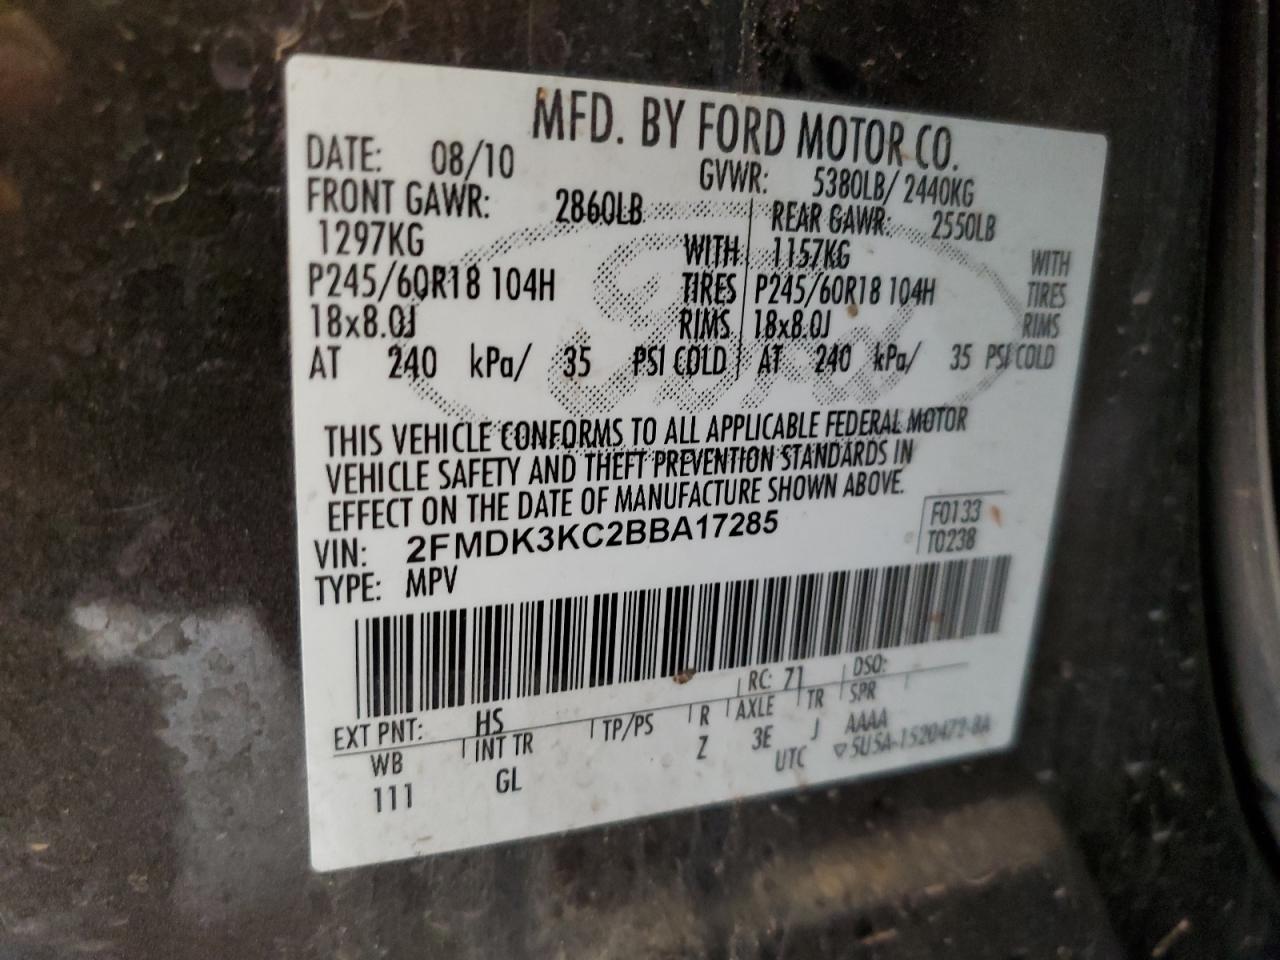 MFD. BY FORD MOTOR CO.
DATE: 08/10 GVWR: 5380LB/ 2440KG
FRONT GAWR: 2860LB REAR GAWR: 2550LB
1297KG WITH 1157KG WITH
P245/60R18 104H TIRES P245/60R18 104H TIRES
18x8.0J RIMS 18x8.0J RIMS
AT 240 kPa/ 35 PSI COLD AT 240 kPa/ 35 PSI COLD
THIS VEHICLE CONFORMS TO ALL APPLICABLE FEDERAL MOTOR
VEHICLE SAFETY AND THEFT PREVENTION STANDARDS IN
EFFECT ON THE DATE OF MANUFACTURE SHOWN ABOVE.
VIN: 2FMDK3KC2BBA17285 F0133
TYPE: MPV T0238
EXT PNT: HS RC: 71 DSO:
WB INT TR TP/PS R AXLE TR SPR
111 GL Z 3E J AAAA
UTC 5U5A-1520472-BA